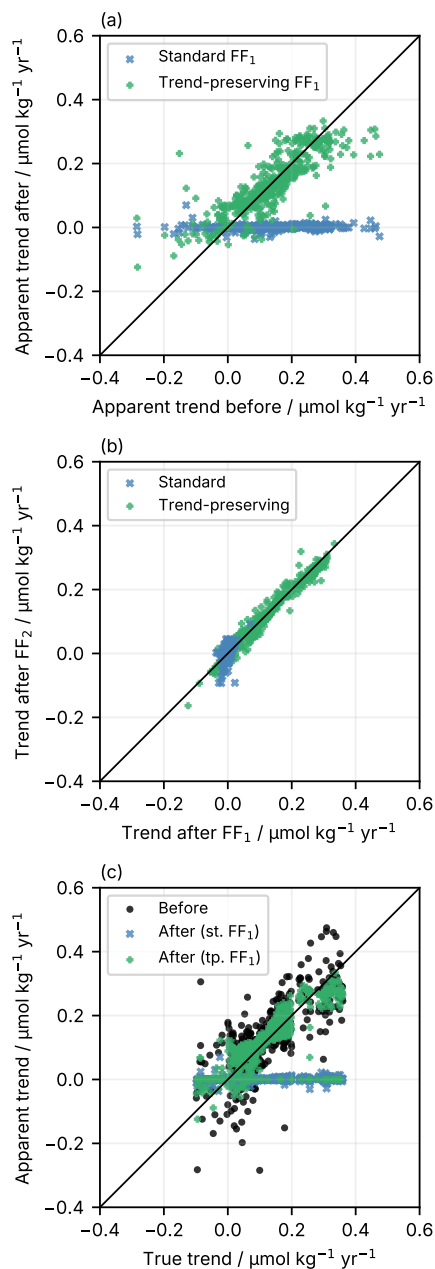 (a)
0.6
Standard FF₁
Trend-preserving FF₁
0.4
0.2
0.0
−0.2
−0.4
Apparent trend after / μmol kg⁻¹ yr⁻¹
−0.4 −0.2 0.0 0.2 0.4 0.6
Apparent trend before / μmol kg⁻¹ yr⁻¹
(b)
0.6
Standard
Trend-preserving
0.4
0.2
0.0
−0.2
−0.4
Trend after FF₂ / μmol kg⁻¹ yr⁻¹
−0.4 −0.2 0.0 0.2 0.4 0.6
Trend after FF₁ / μmol kg⁻¹ yr⁻¹
(c)
0.6
Before
After (st. FF₁)
After (tp. FF₁)
0.4
0.2
0.0
−0.2
−0.4
Apparent trend / μmol kg⁻¹ yr⁻¹
−0.4 −0.2 0.0 0.2 0.4 0.6
True trend / μmol kg⁻¹ yr⁻¹